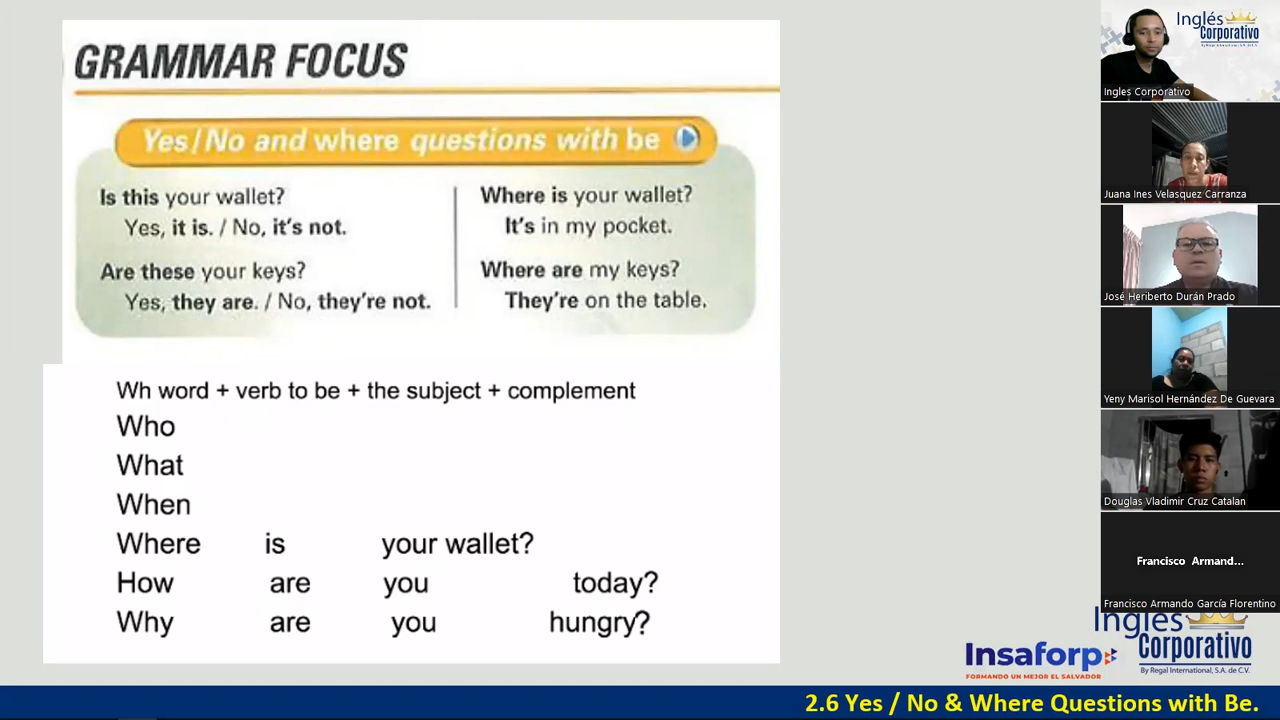 GRAMMAR FOCUS
Yes/No and where questions with be
Is this your wallet?
Yes, it is. / No, it's not.
Are these your keys?
Yes, they are. / No, they're not.
Where is your wallet?
It's in my pocket.
Where are my keys?
They're on the table.
Wh word + verb to be + the subject + complement
Who
What
When
Where is your wallet?
How are you today?
Why are you hungry?
Inglés
Corporativo
By Regal International, S.A. de C.V.
Ingles Corporativo
Juana Ines Velasquez Carranza
José Heriberto Durán Prado
Yeny Marisol Hernández De Guevara
Douglas Vladimir Cruz Catalan
Francisco Armand...
Francisco Armando García Florentino
Insaforp
FORMANDO UN MEJOR EL SALVADOR
Inglés
Corporativo
By Regal International, S.A. de C.V.
2.6 Yes / No & Where Questions with Be.